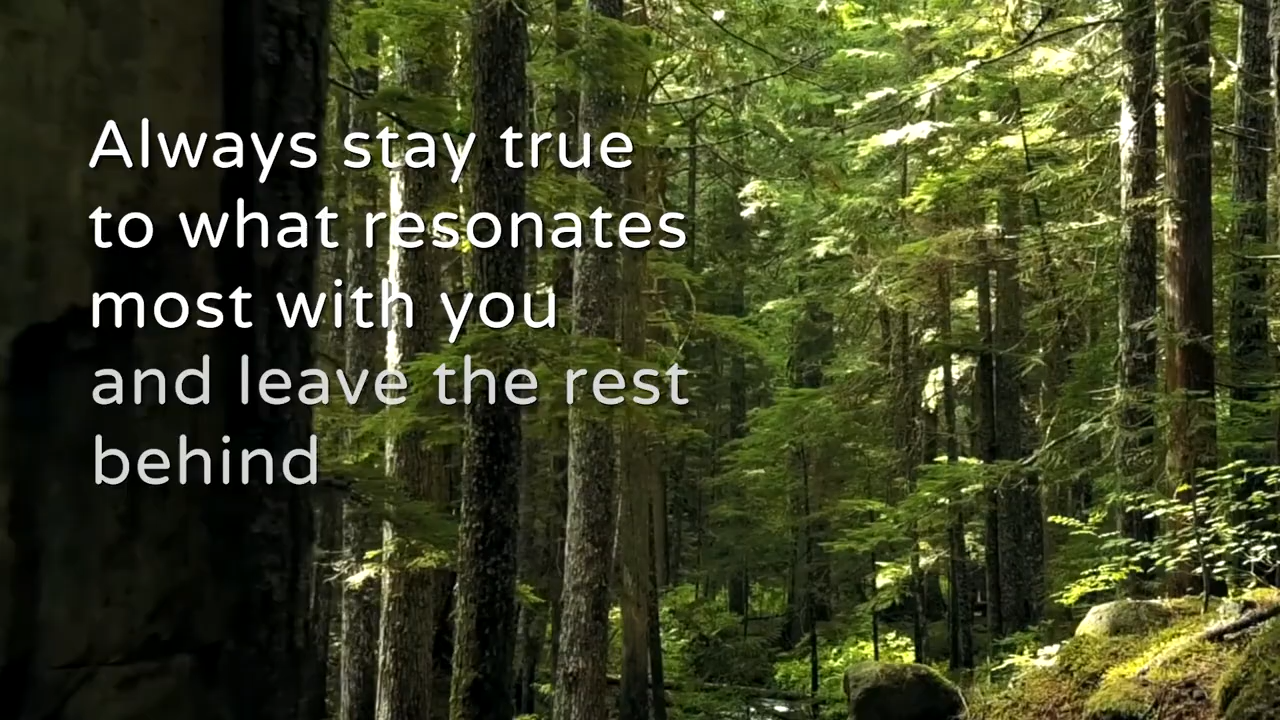 Always stay true
to what resonates
most with you
and leave the rest
behind